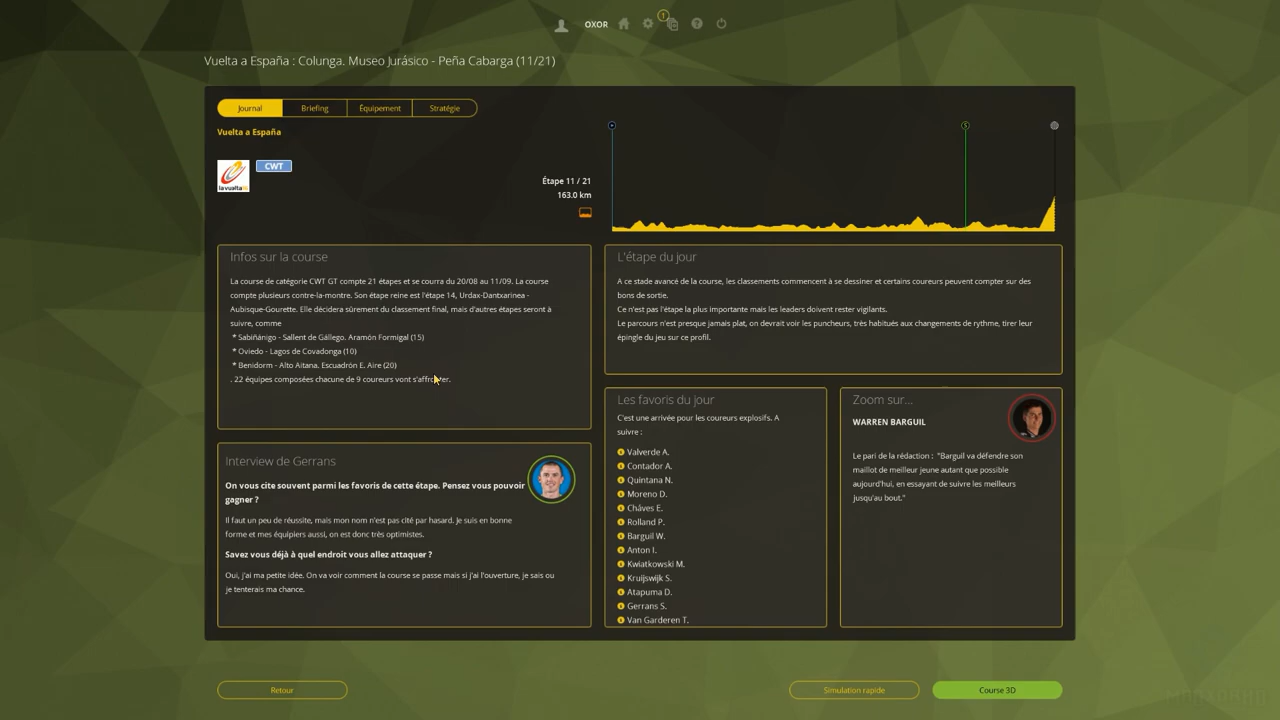 1
OXOR
Vuelta a España : Colunga. Museo Jurásico - Peña Cabarga (11/21)
Journal
Briefing
Équipement
Stratégie
Vuelta a España
CWT
la vuelta
Étape 11 / 21
163.0 km
Infos sur la course
La course de catégorie CWT GT compte 21 étapes et se courra du 20/08 au 11/09. La course
compte plusieurs contre-la-montre. Son étape reine est l'étape 14, Urdax-Dantxarinea -
Aubisque-Gourette. Elle décidera sûrement du classement final, mais d'autres étapes seront à
suivre, comme
* Sabiñánigo - Sallent de Gállego. Aramón Formigal (15)
* Oviedo - Lagos de Covadonga (10)
* Benidorm - Alto Aitana. Escuadrón E. Aire (20)
. 22 équipes composées chacune de 9 coureurs vont s'affronter.
L'étape du jour
A ce stade avancé de la course, les classements commencent à se dessiner et certains coureurs peuvent compter sur des
bons de sortie.
Ce n'est pas l'étape la plus importante mais les leaders doivent rester vigilants.
Le parcours n'est presque jamais plat, on devrait voir les puncheurs, très habitués aux changements de rythme, tirer leur
épingle du jeu sur ce profil.
Interview de Gerrans
On vous cite souvent parmi les favoris de cette étape. Pensez vous pouvoir
gagner ?
Il faut un peu de réussite, mais mon nom n'est pas cité par hasard. Je suis en bonne
forme et mes équipiers aussi, on est donc très optimistes.
Savez vous déjà à quel endroit vous allez attaquer ?
Oui, j'ai ma petite idée. On va voir comment la course se passe mais si j'ai l'ouverture, je sais ou
je tenterais ma chance.
Les favoris du jour
C'est une arrivée pour les coureurs explosifs. A
suivre :
Valverde A.
Contador A.
Quintana N.
Moreno D.
Cháves E.
Rolland P.
Barguil W.
Anton I.
Kwiatkowski M.
Kruijswijk S.
Atapuma D.
Gerrans S.
Van Garderen T.
Zoom sur...
WARREN BARGUIL
Le pari de la rédaction : "Barguil va défendre son
maillot de meilleur jeune autant que possible
aujourd'hui, en essayant de suivre les meilleurs
jusqu'au bout."
Retour
Simulation rapide
Course 3D